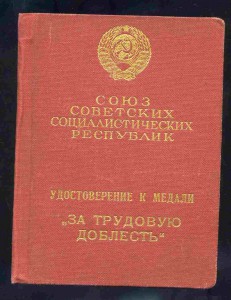 СОЮЗ
СОВЕТСКИХ
СОЦИАЛИСТИЧЕСКИХ
РЕСПУБЛИК
УДОСТОВЕРЕНИЕ К МЕДАЛИ
„ЗА ТРУДОВУЮ
ДОБЛЕСТЬ“